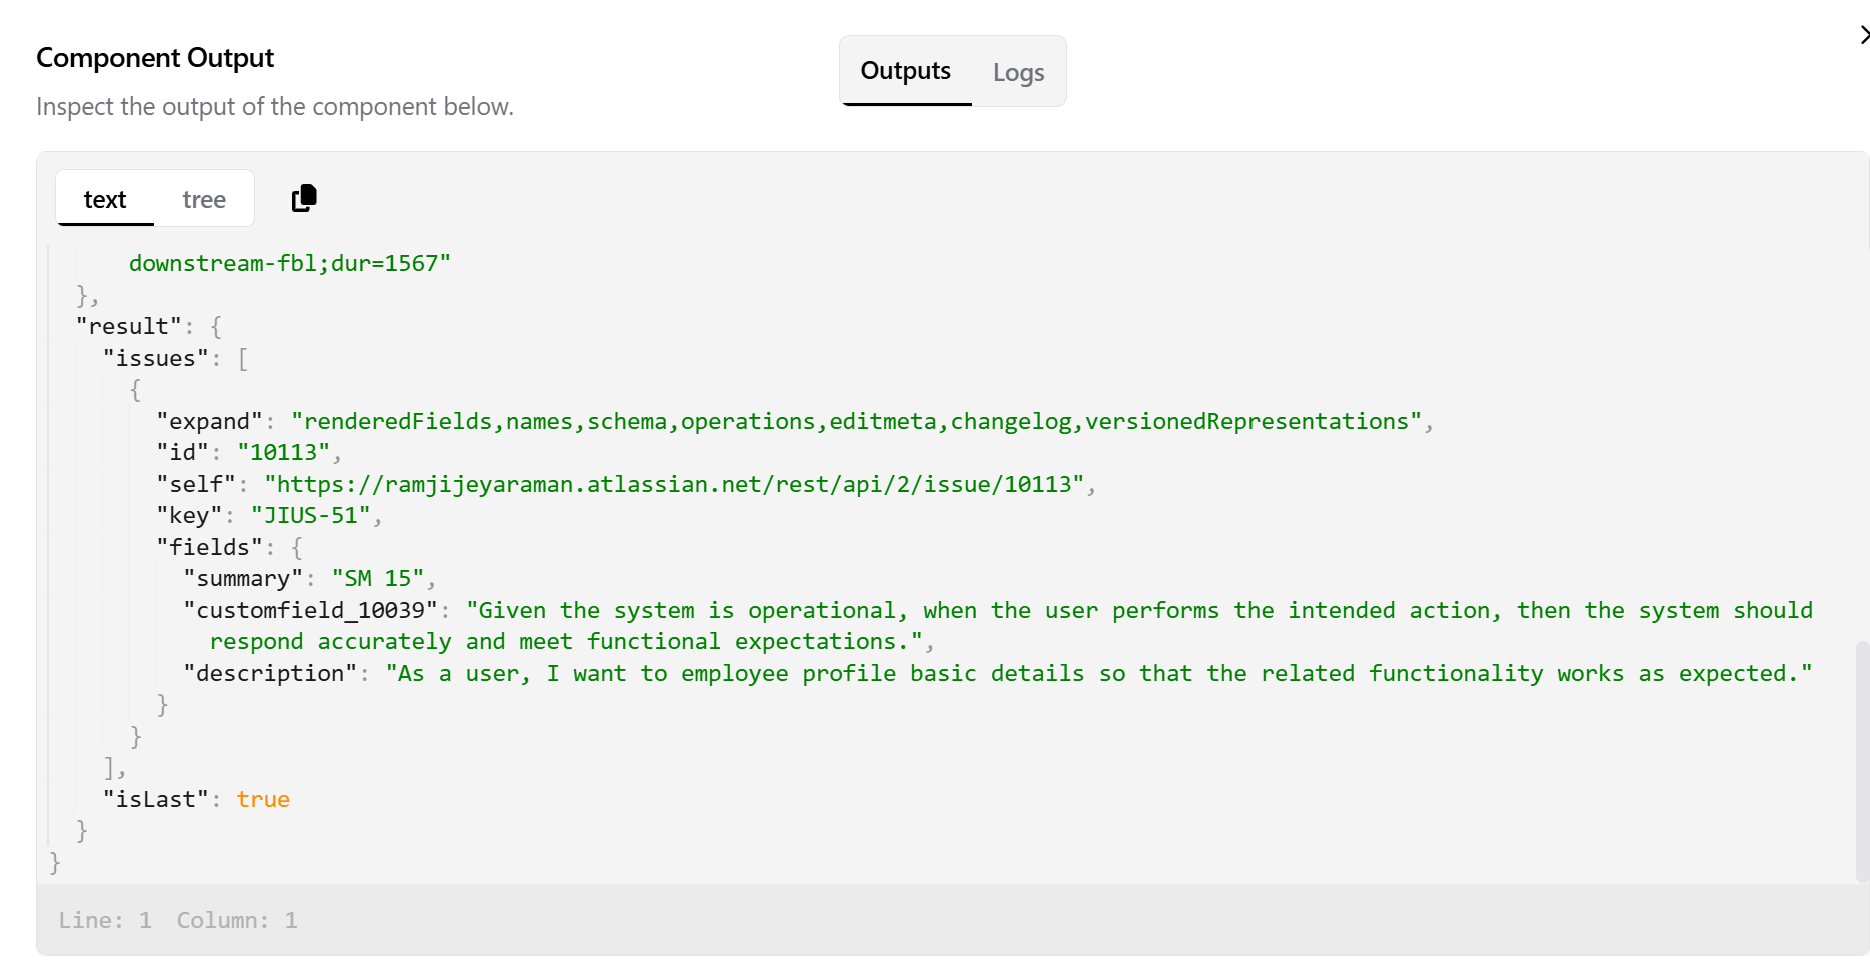 Component Output
Outputs Logs
Inspect the output of the component below.
text tree
downstream-fbl;dur=1567"
},
"result": {
"issues": [
{
"expand": "renderedFields,names,schema,operations,editmeta,changelog,versionedRepresentations",
"id": "10113",
"self": "https://ramjijeyaraman.atlassian.net/rest/api/2/issue/10113",
"key": "JIUS-51",
"fields": {
"summary": "SM 15",
"customfield_10039": "Given the system is operational, when the user performs the intended action, then the system should
respond accurately and meet functional expectations.",
"description": "As a user, I want to employee profile basic details so that the related functionality works as expected."
}
}
],
"isLast": true
}
}
Line: 1 Column: 1